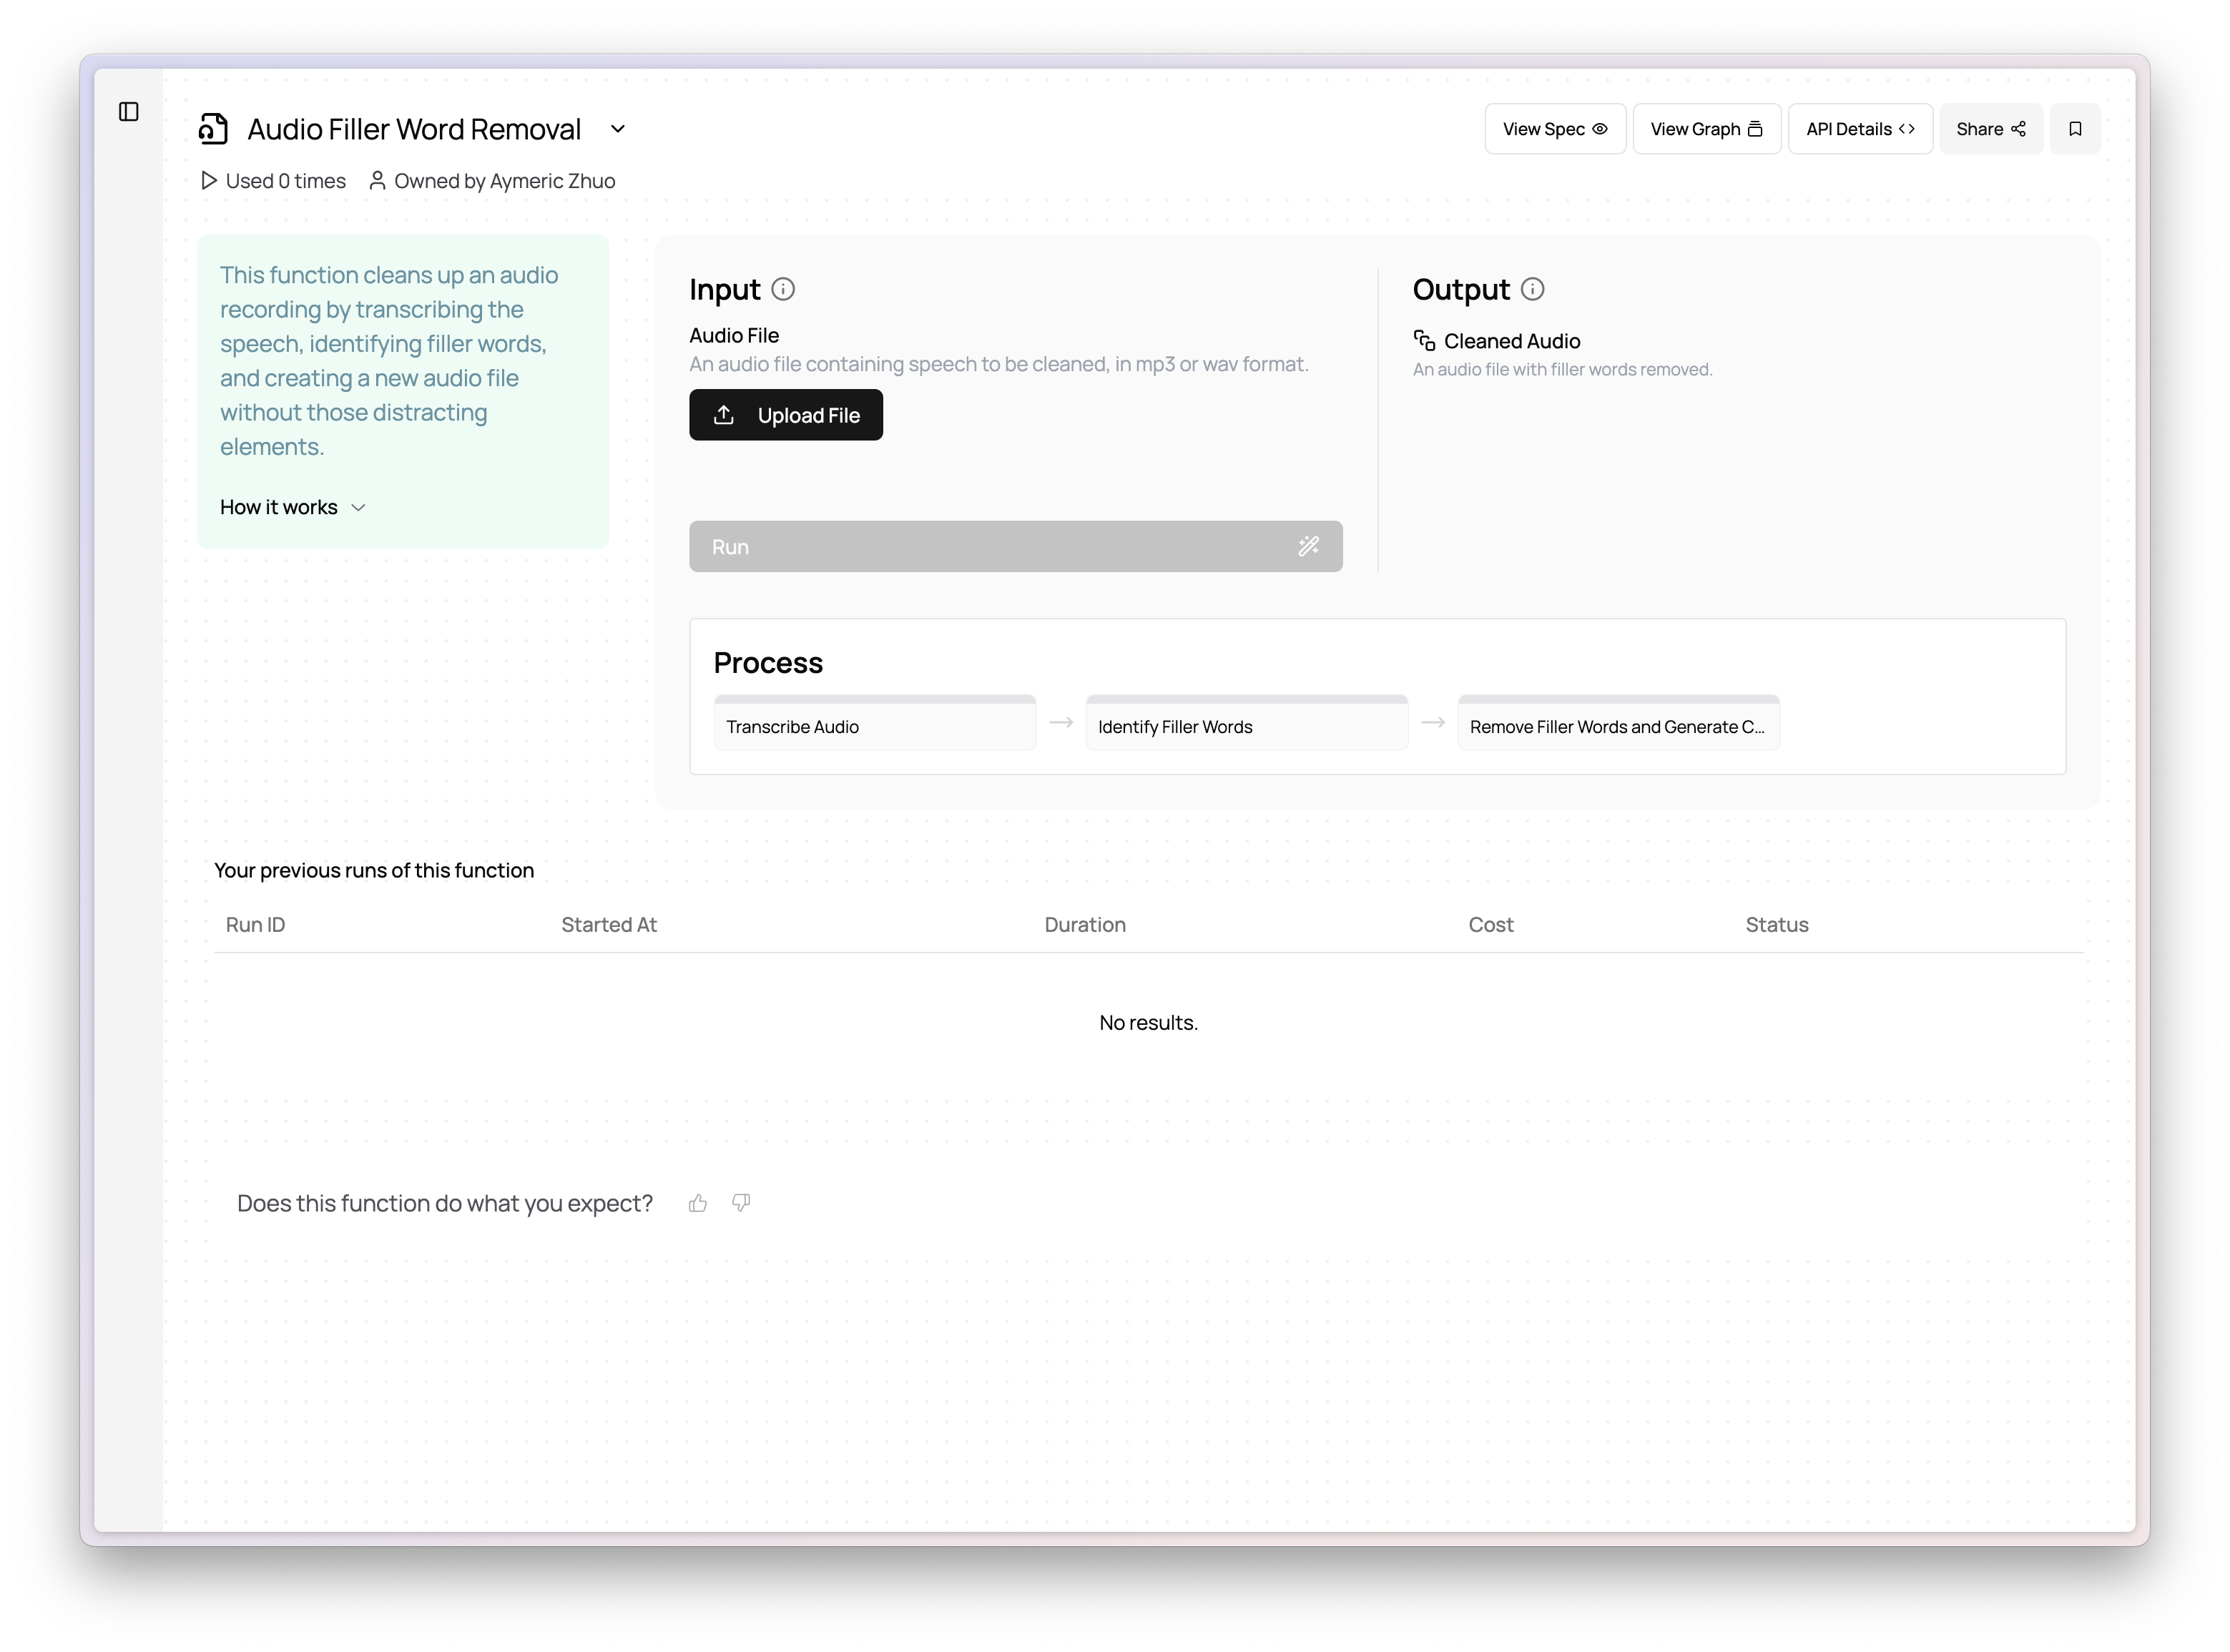 Audio Filler Word Removal
View Spec
View Graph
API Details
Share
Used 0 times
Owned by Aymeric Zhuo
This function cleans up an audio
recording by transcribing the
speech, identifying filler words,
and creating a new audio file
without those distracting
elements.
How it works
Input
Audio File
An audio file containing speech to be cleaned, in mp3 or wav format.
Upload File
Run
Output
Cleaned Audio
An audio file with filler words removed.
Process
Transcribe Audio
Identify Filler Words
Remove Filler Words and Generate C...
Your previous runs of this function
Run ID
Started At
Duration
Cost
Status
No results.
Does this function do what you expect?